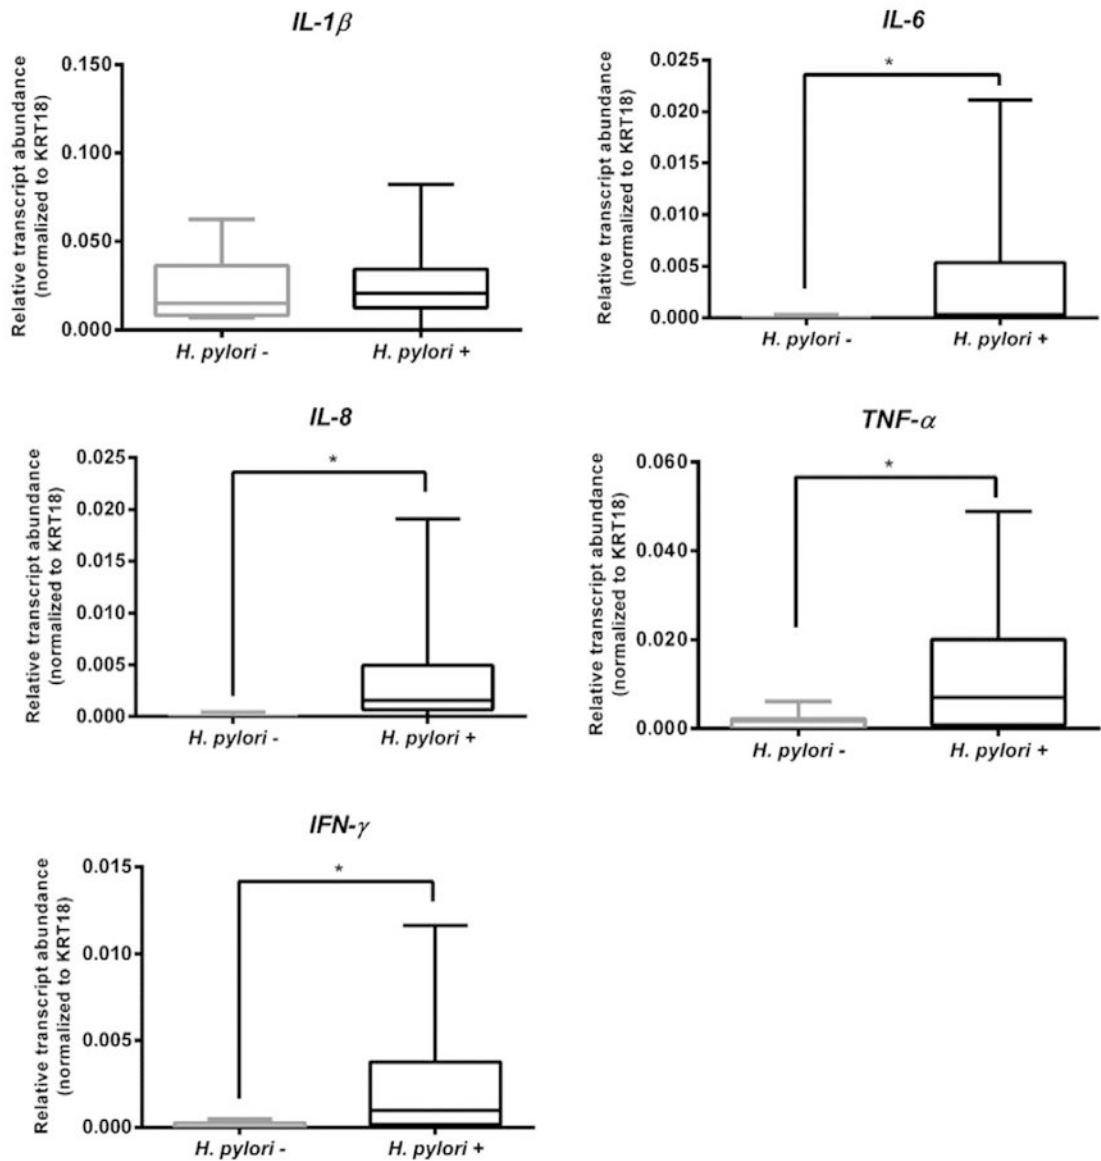 IL-1β
Relative transcript abundance
(normalized to KRT18)
0.150
0.100
0.050
0.000
H. pylori -
H. pylori +
IL-6
Relative transcript abundance
(normalized to KRT18)
0.025
0.020
0.015
0.010
0.005
0.000
*
H. pylori -
H. pylori +
IL-8
Relative transcript abundance
(normalized to KRT18)
0.025
0.020
0.015
0.010
0.005
0.000
*
H. pylori -
H. pylori +
TNF-α
Relative transcript abundance
(normalized to KRT18)
0.060
0.040
0.020
0.000
*
H. pylori -
H. pylori +
IFN-γ
Relative transcript abundance
(normalized to KRT18)
0.015
0.010
0.005
0.000
*
H. pylori -
H. pylori +